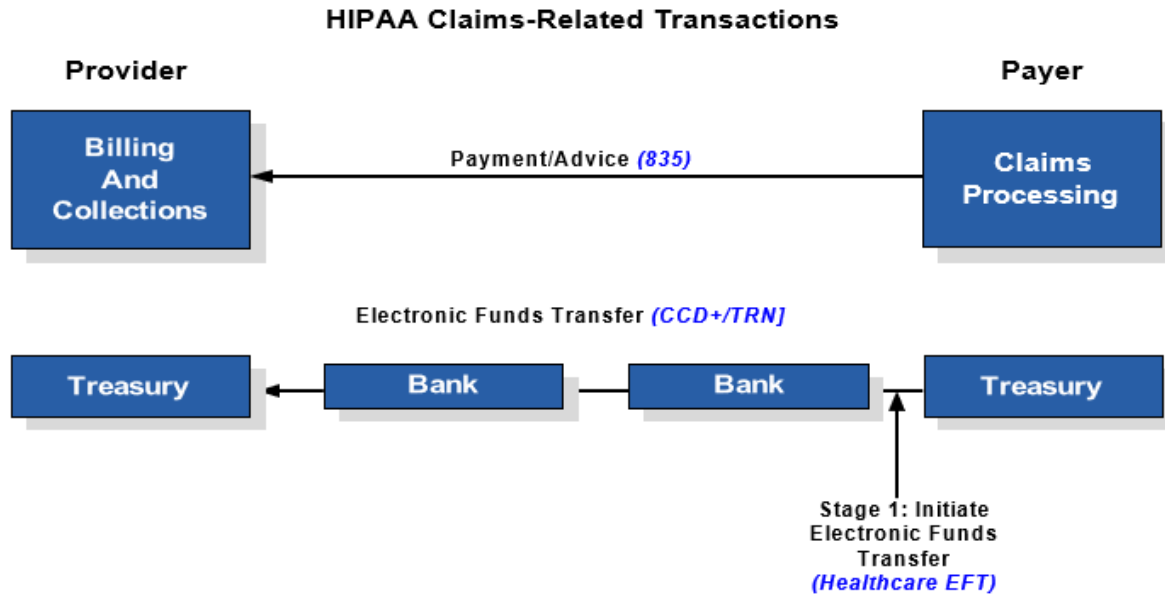 HIPAA Claims-Related Transactions
Provider
Payer
Billing
And
Collections
Payment/Advice (835)
Claims
Processing
Electronic Funds Transfer (CCD+/TRN]
Treasury
Bank
Bank
Treasury
Stage 1: Initiate
Electronic Funds
Transfer
(Healthcare EFT)